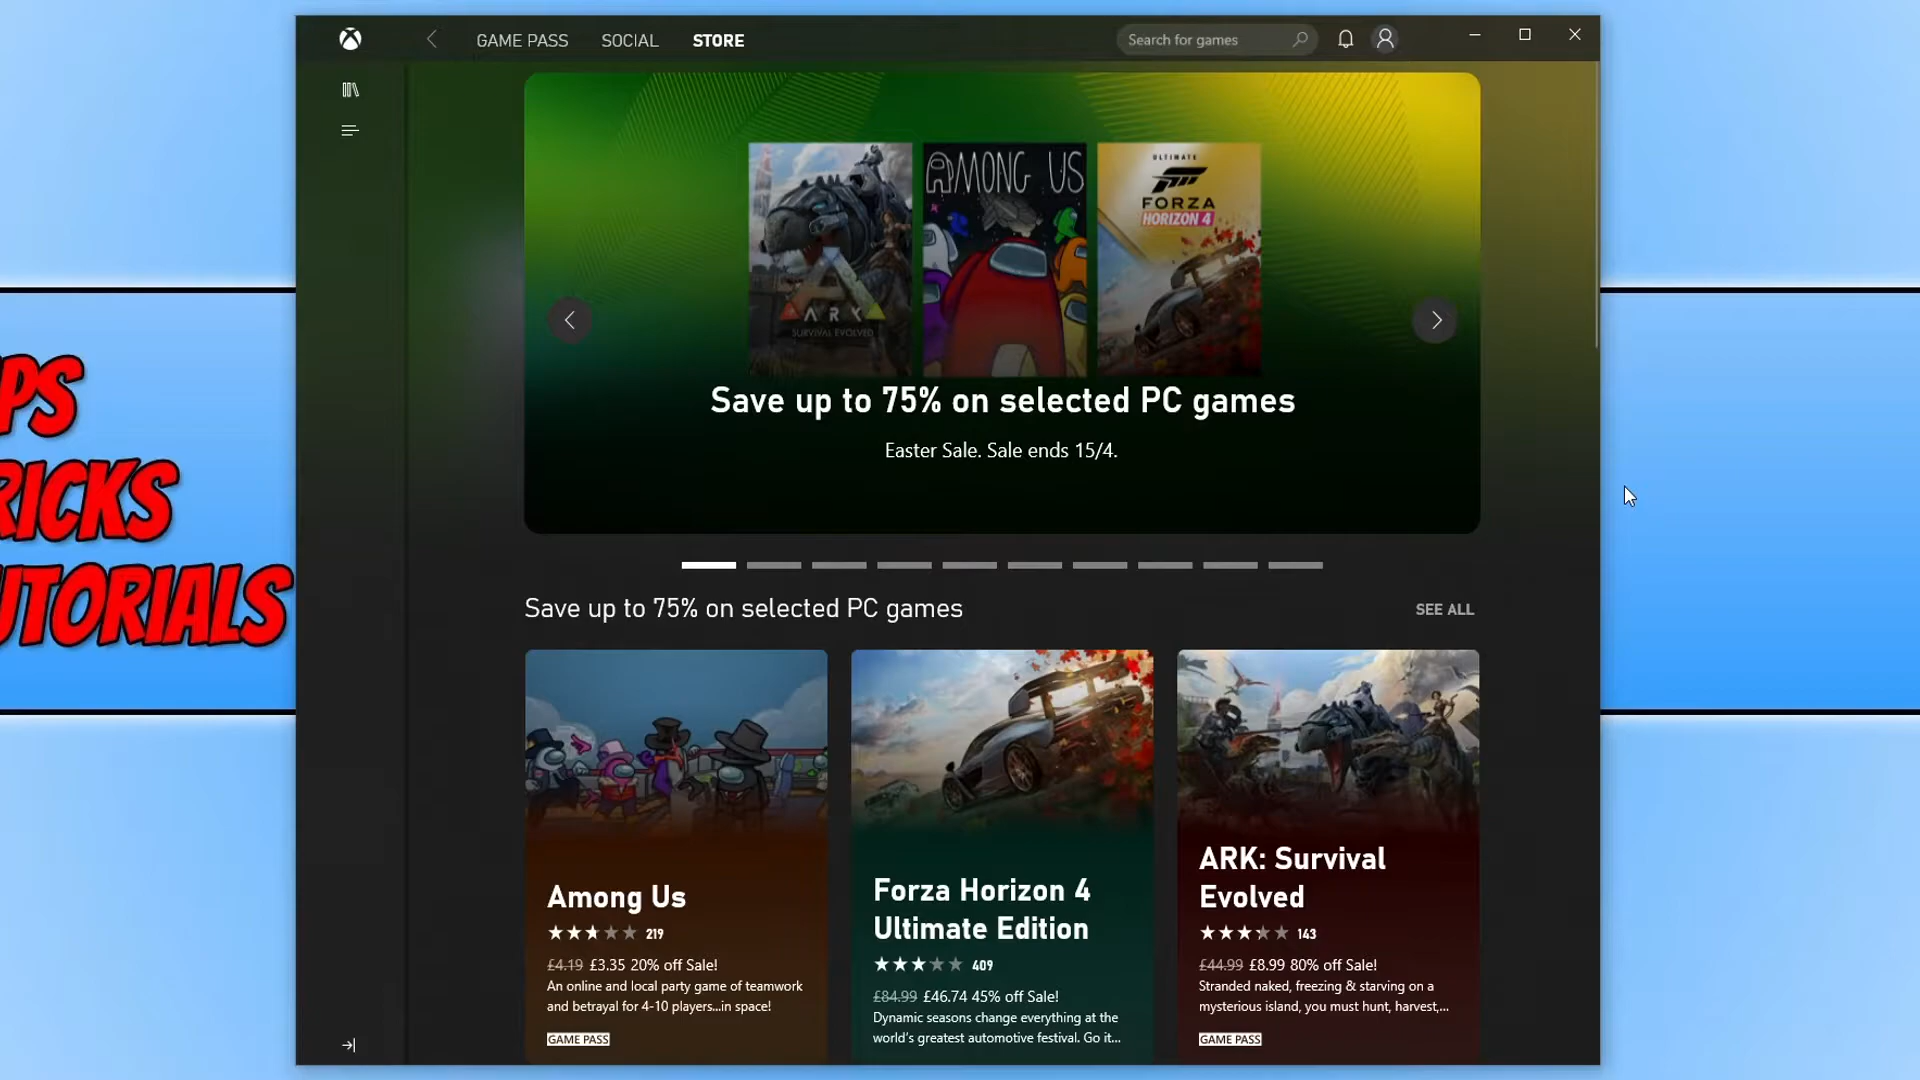 GAME PASS SOCIAL STORE Search for games
AMONG US
ULTIMATE
FORZA
HORIZON 4
ARK
SURVIVAL EVOLVED
Save up to 75% on selected PC games
Easter Sale. Sale ends 15/4.
IPS
RICKS
UTORIALS
Save up to 75% on selected PC games SEE ALL
Among Us
219
£4.19 £3.35 20% off Sale!
An online and local party game of teamwork
and betrayal for 4-10 players...in space!
GAME PASS
Forza Horizon 4
Ultimate Edition
409
£84.99 £46.74 45% off Sale!
Dynamic seasons change everything at the
world's greatest automotive festival. Go it...
ARK: Survival
Evolved
143
£44.99 £8.99 80% off Sale!
Stranded naked, freezing & starving on a
mysterious island, you must hunt, harvest,...
GAME PASS